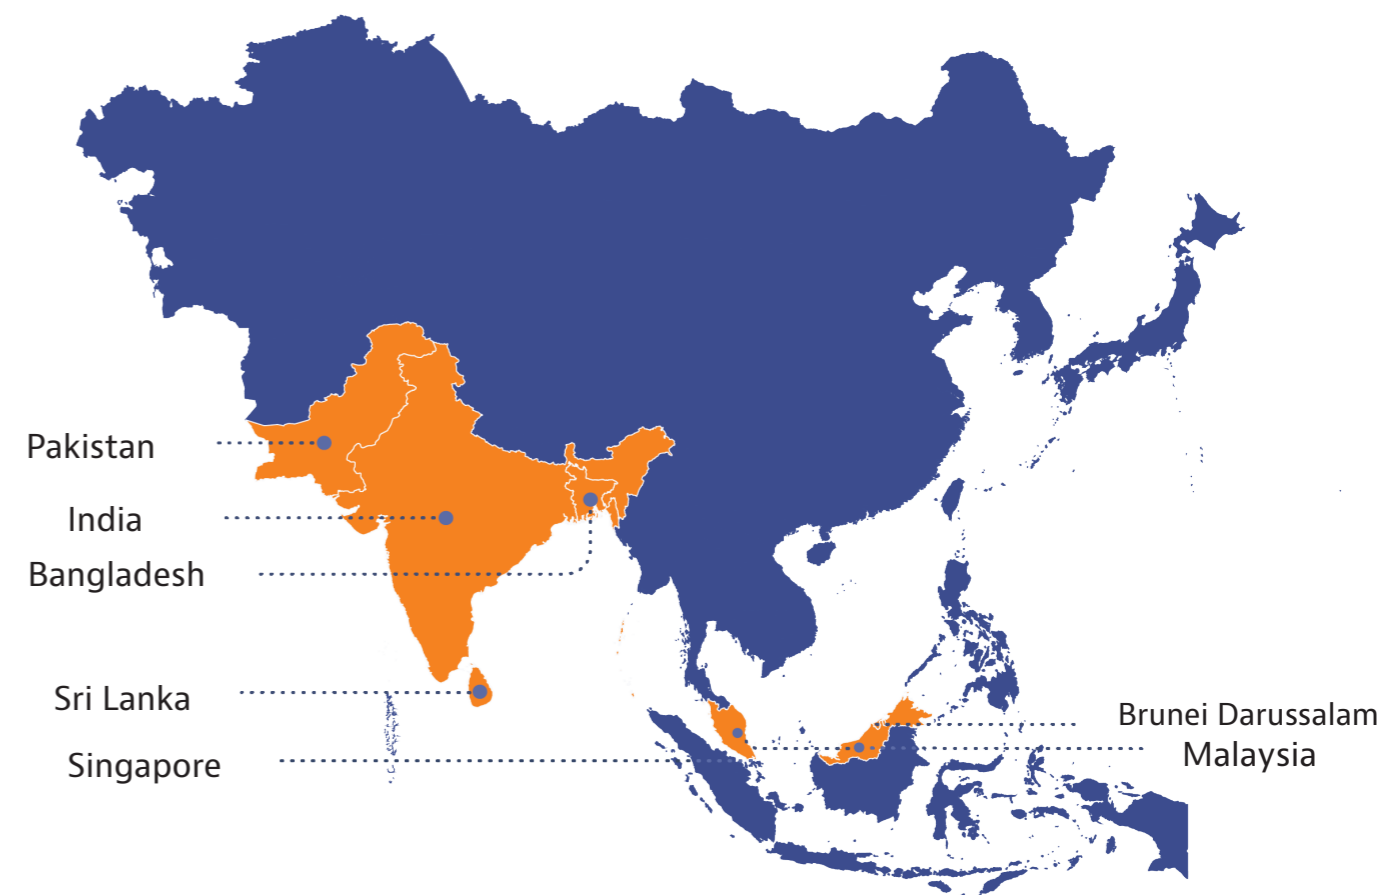 Pakistan
India
Bangladesh
Sri Lanka
Singapore
Brunei Darussalam
Malaysia